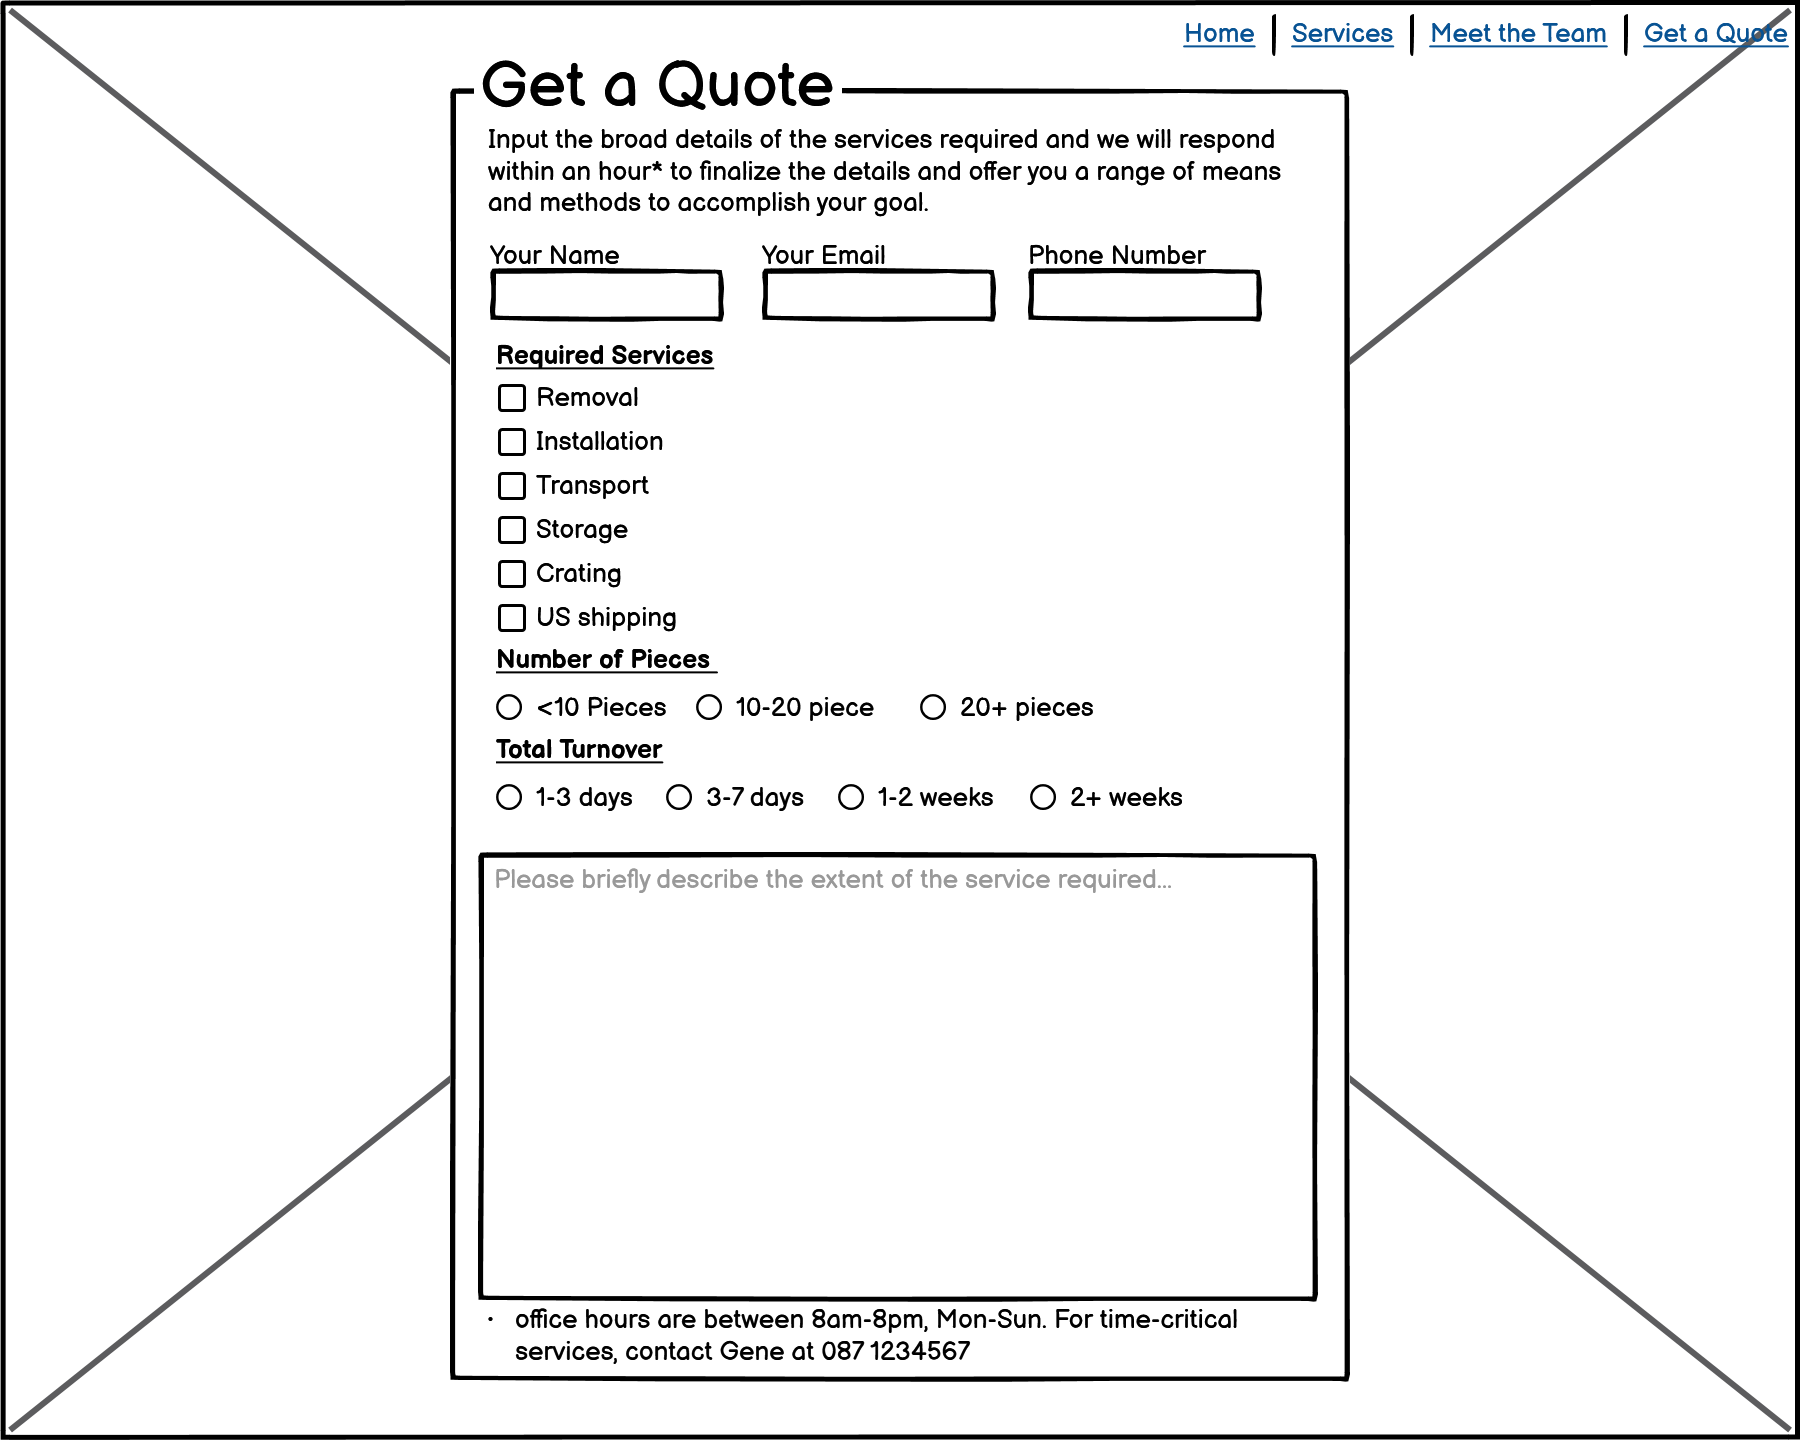 Home | Services | Meet the Team | Get a Quote
Get a Quote
Input the broad details of the services required and we will respond
within an hour* to finalize the details and offer you a range of means
and methods to accomplish your goal.
Your Name Your Email Phone Number
Required Services
Removal
Installation
Transport
Storage
Crating
US shipping
Number of Pieces
<10 Pieces 10-20 piece 20+ pieces
Total Turnover
1-3 days 3-7 days 1-2 weeks 2+ weeks
Please briefly describe the extent of the service required...
• office hours are between 8am-8pm, Mon-Sun. For time-critical
services, contact Gene at 087 1234567